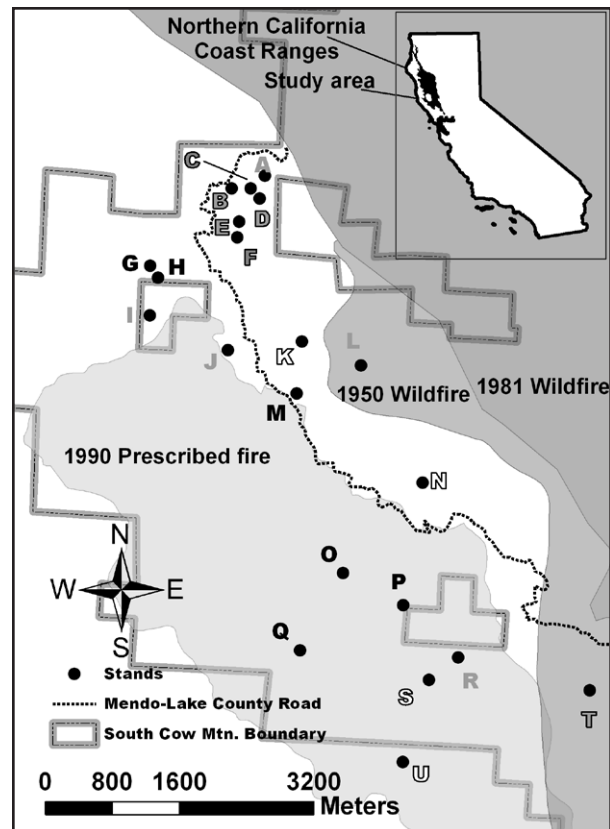 Northern California
Coast Ranges
Study area
A
C
B
D
E
F
G
H
I
J
K
L
1950 Wildfire
1981 Wildfire
M
1990 Prescribed fire
N
O
P
N
W
E
S
Q
R
S
T
U
Stands
Mendo-Lake County Road
South Cow Mtn. Boundary
0 800 1600 3200
Meters